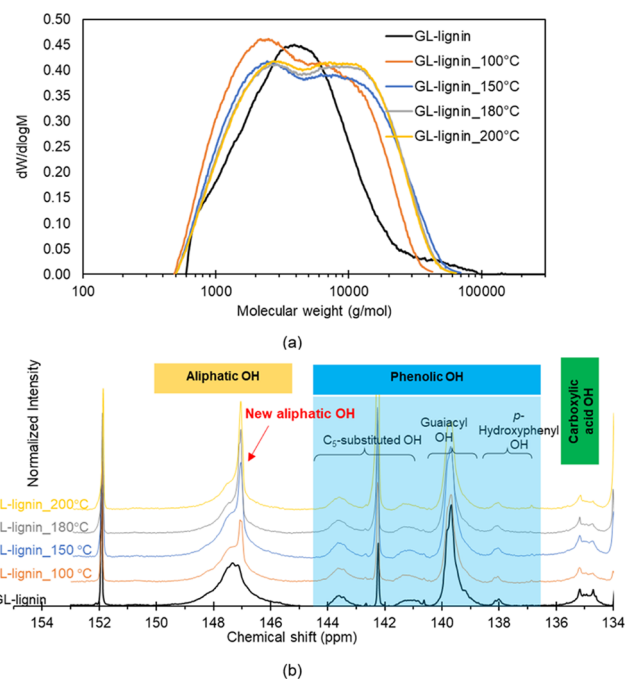 0.50
0.45
0.40
0.35
0.30
0.25
0.20
0.15
0.10
0.05
0.00
dW/dlogM
GL-lignin
GL-lignin_100°C
GL-lignin_150°C
GL-lignin_180°C
GL-lignin_200°C
100 1000 10000 100000
Molecular weight (g/mol)
(a)
Normalized Intensity
Aliphatic OH
Phenolic OH
Carboxylic
acid OH
New aliphatic OH
C5-substituted OH
Guaiacyl
OH
p-
Hydroxyphenyl
OH
L-lignin_200°C
L-lignin_180°C
L-lignin_150 °C
L-lignin_100 °C
GL-lignin
154 152 150 148 146 144 142 140 138 136 134
Chemical shift (ppm)
(b)